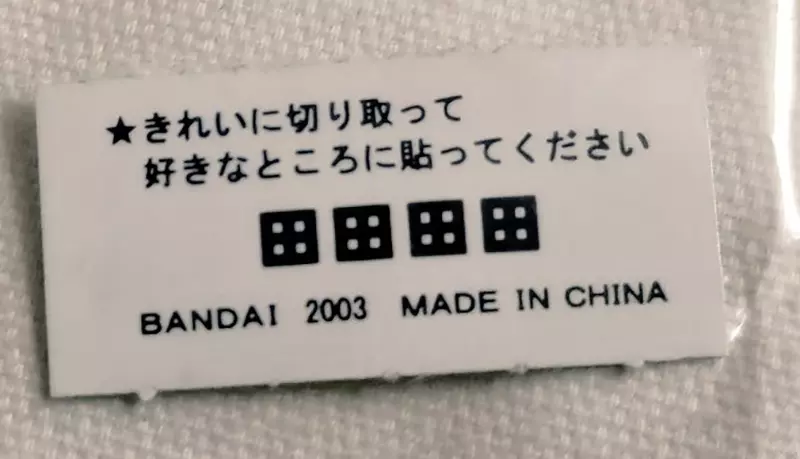 ★きれいに切り取って
好きなところに貼ってください
BANDAI 2003 MADE IN CHINA